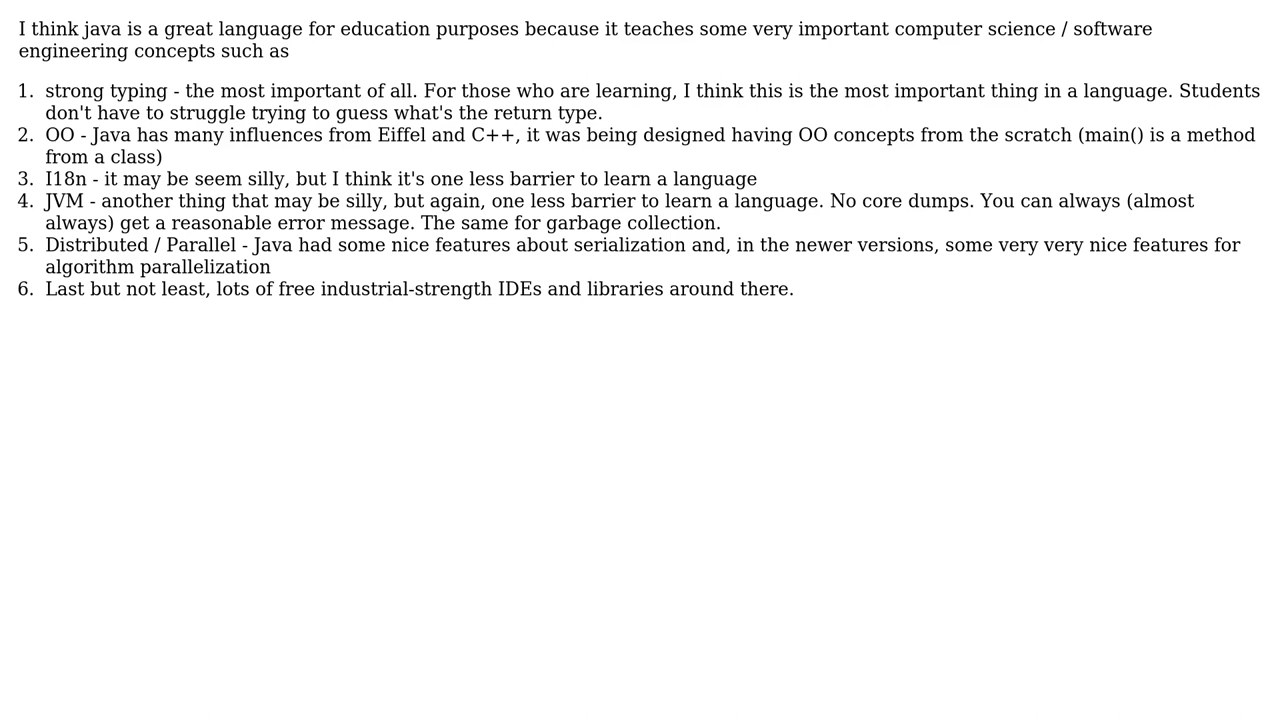 I think java is a great language for education purposes because it teaches some very important computer science / software
engineering concepts such as
1. strong typing - the most important of all. For those who are learning, I think this is the most important thing in a language. Students
don't have to struggle trying to guess what's the return type.
2. OO - Java has many influences from Eiffel and C++, it was being designed having OO concepts from the scratch (main() is a method
from a class)
3. I18n - it may be seem silly, but I think it's one less barrier to learn a language
4. JVM - another thing that may be silly, but again, one less barrier to learn a language. No core dumps. You can always (almost
always) get a reasonable error message. The same for garbage collection.
5. Distributed / Parallel - Java had some nice features about serialization and, in the newer versions, some very very nice features for
algorithm parallelization
6. Last but not least, lots of free industrial-strength IDEs and libraries around there.